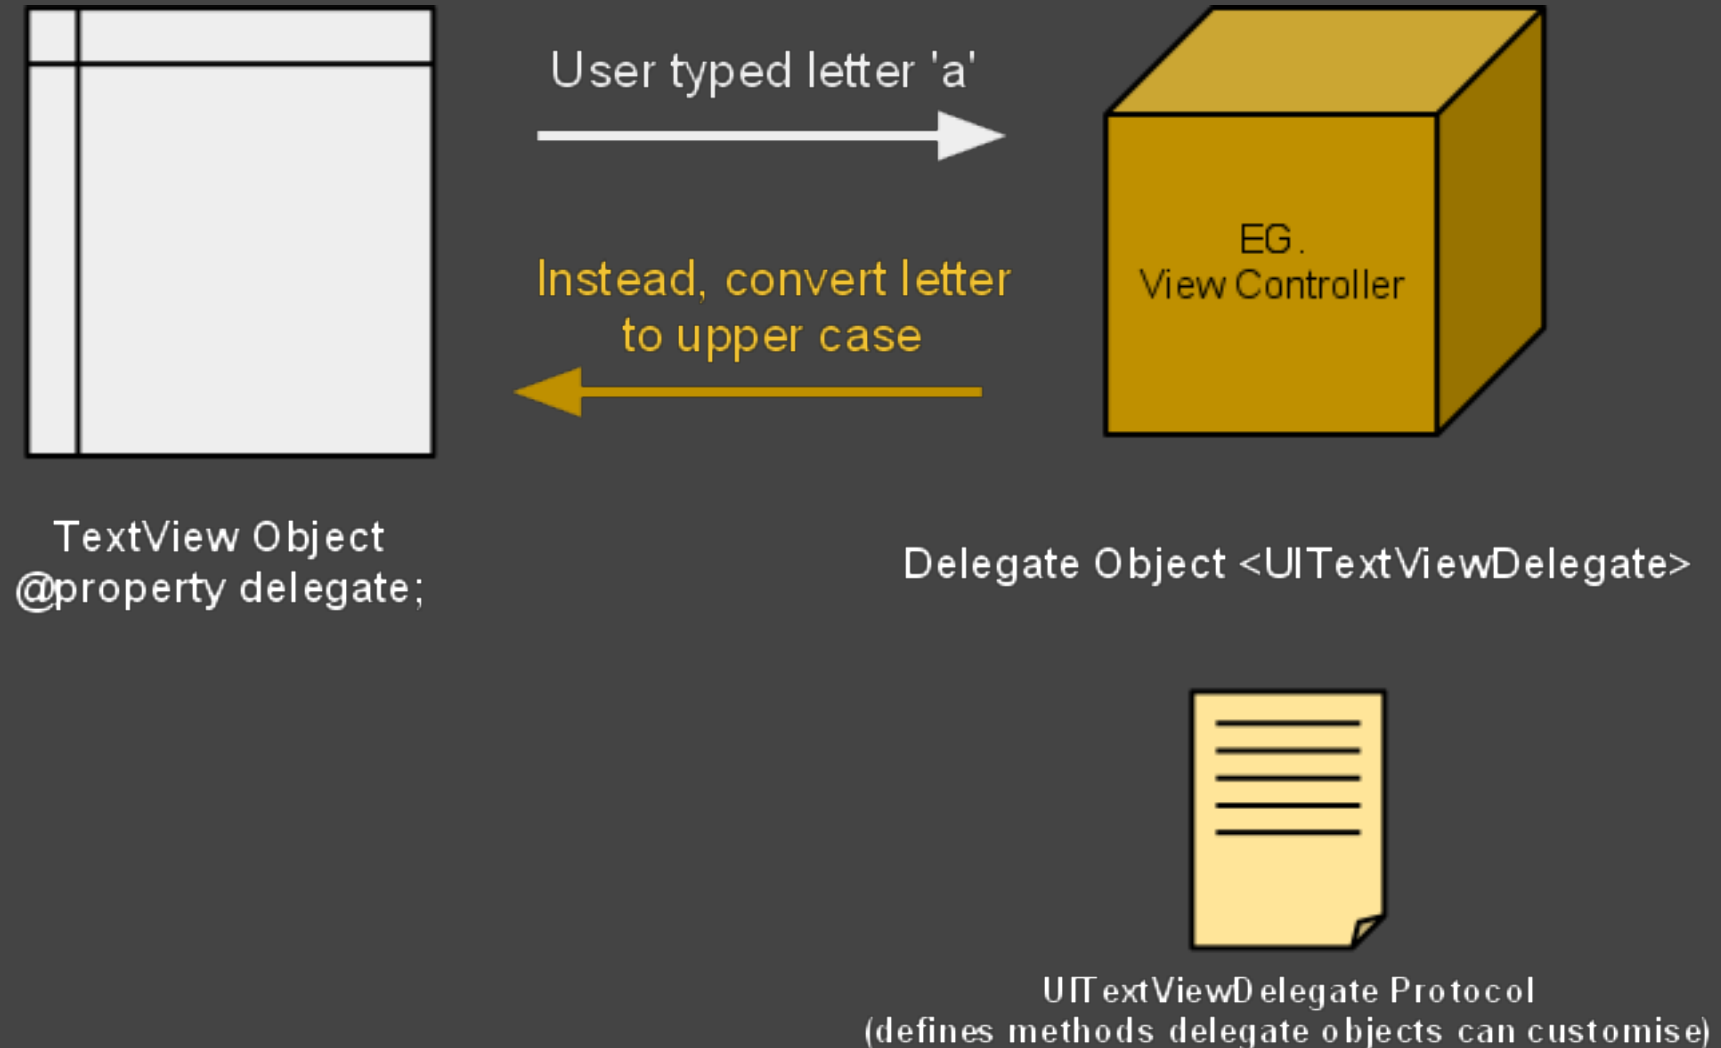 User typed letter 'a'
EG.
View Controller
Instead, convert letter
to upper case
TextView Object
@property delegate;
Delegate Object <UITextViewDelegate>
UITextViewDelegate Protocol
(defines methods delegate objects can customise)